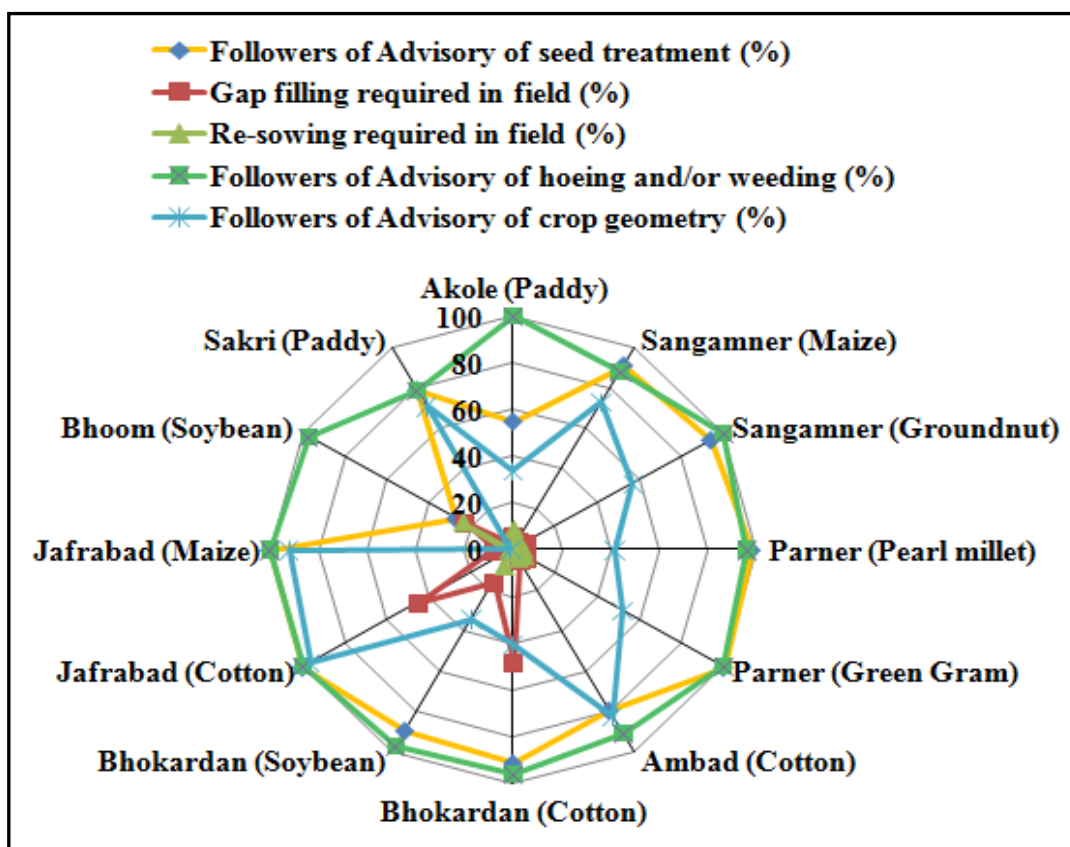 Followers of Advisory of seed treatment (%)
Gap filling required in field (%)
Re-sowing required in field (%)
Followers of Advisory of hoeing and/or weeding (%)
Followers of Advisory of crop geometry (%)
Akole (Paddy)
100
Sakri (Paddy)
Sangamner (Maize)
80
60
Bhoom (Soybean)
Sangamner (Groundnut)
40
20
Jafrabad (Maize)
0
Parner (Pearl millet)
Jafrabad (Cotton)
Parner (Green Gram)
Bhokardan (Soybean)
Ambad (Cotton)
Bhokardan (Cotton)